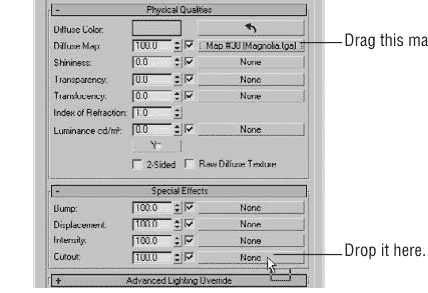 - Physical Qualities
Diffuse Color:
Diffuse Map: 100.0 Map #30 (Magnolia.tga)
Drag this ma
Shininess: 0.0 None
Transparency: 0.0 None
Translucency: 0.0 None
Index of Refraction: 1.0
Luminance cd/m²: 0.0 None
2-Sided Raw Diffuse Texture
- Special Effects
Bump: 100.0 None
Displacement: 100.0 None
Intensity: 100.0 None
Cutout: 100.0 None
Drop it here.
+ Advanced Lighting Override